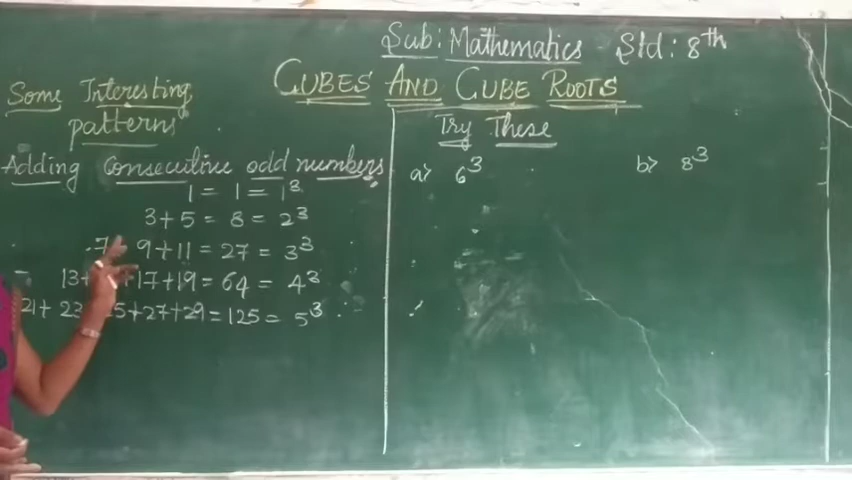 Sub: Mathematics Std: 8th
CUBES AND CUBE ROOTS
Some Interesting
patterns
Adding Consecutive odd numbers
1 = 1 = 1³
3 + 5 = 8 = 2³
7 9 + 11 = 27 = 3³
13 + 17 + 19 = 64 = 4³
21 + 23 25 + 27 + 29 = 125 = 5³
Try These
a) 6³
b) 8³